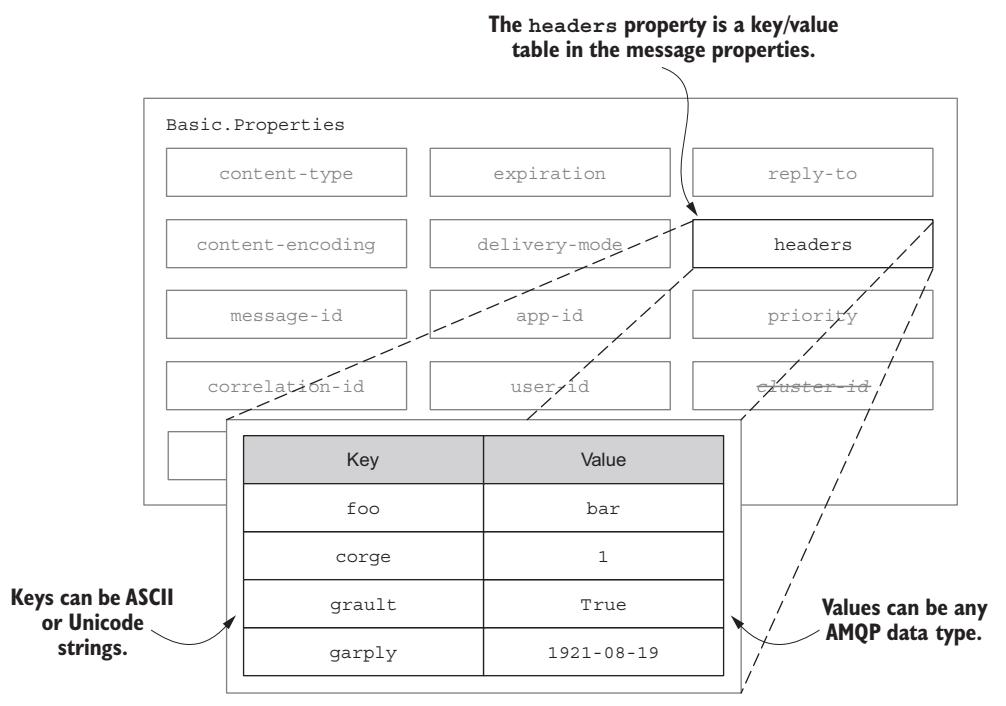 The headers property is a key/value
table in the message properties.
Basic.Properties
content-type
expiration
reply-to
content-encoding
delivery-mode
headers
message-id
app-id
priority
correlation-id
user-id
cluster-id
Key
Value
foo
bar
corge
1
grault
True
garply
1921-08-19
Keys can be ASCII
or Unicode
strings.
Values can be any
AMQP data type.